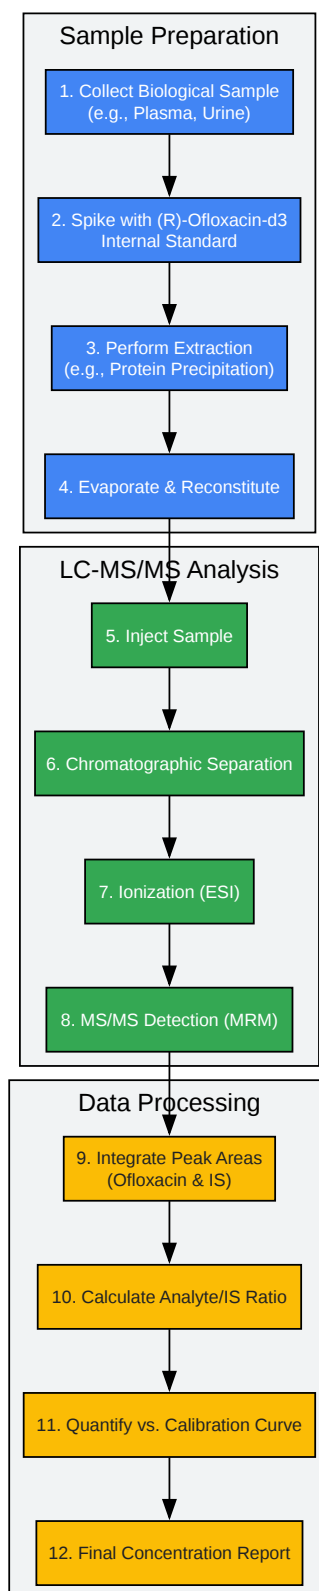 Sample Preparation
1. Collect Biological Sample
(e.g., Plasma, Urine)
2. Spike with (R)-Ofloxacin-d3
Internal Standard
3. Perform Extraction
(e.g., Protein Precipitation)
4. Evaporate & Reconstitute
LC-MS/MS Analysis
5. Inject Sample
6. Chromatographic Separation
7. Ionization (ESI)
8. MS/MS Detection (MRM)
Data Processing
9. Integrate Peak Areas
(Ofloxacin & IS)
10. Calculate Analyte/IS Ratio
11. Quantify vs. Calibration Curve
12. Final Concentration Report